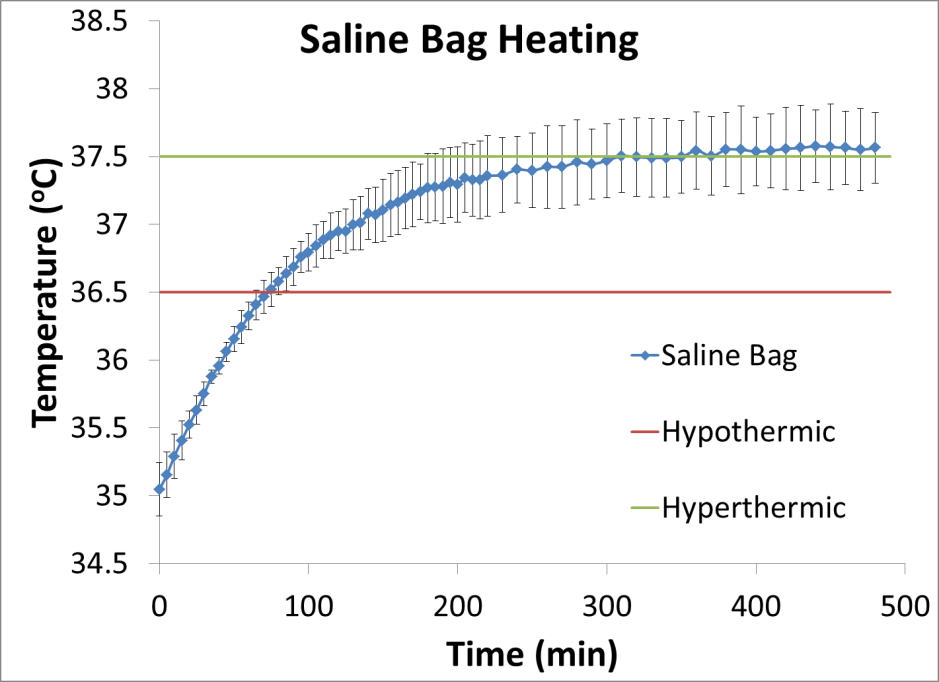 Saline Bag Heating
38.5
38
37.5
37
36.5
36
35.5
35
34.5
Temperature (ºC)
0 100 200 300 400 500
Time (min)
Saline Bag
Hypothermic
Hyperthermic